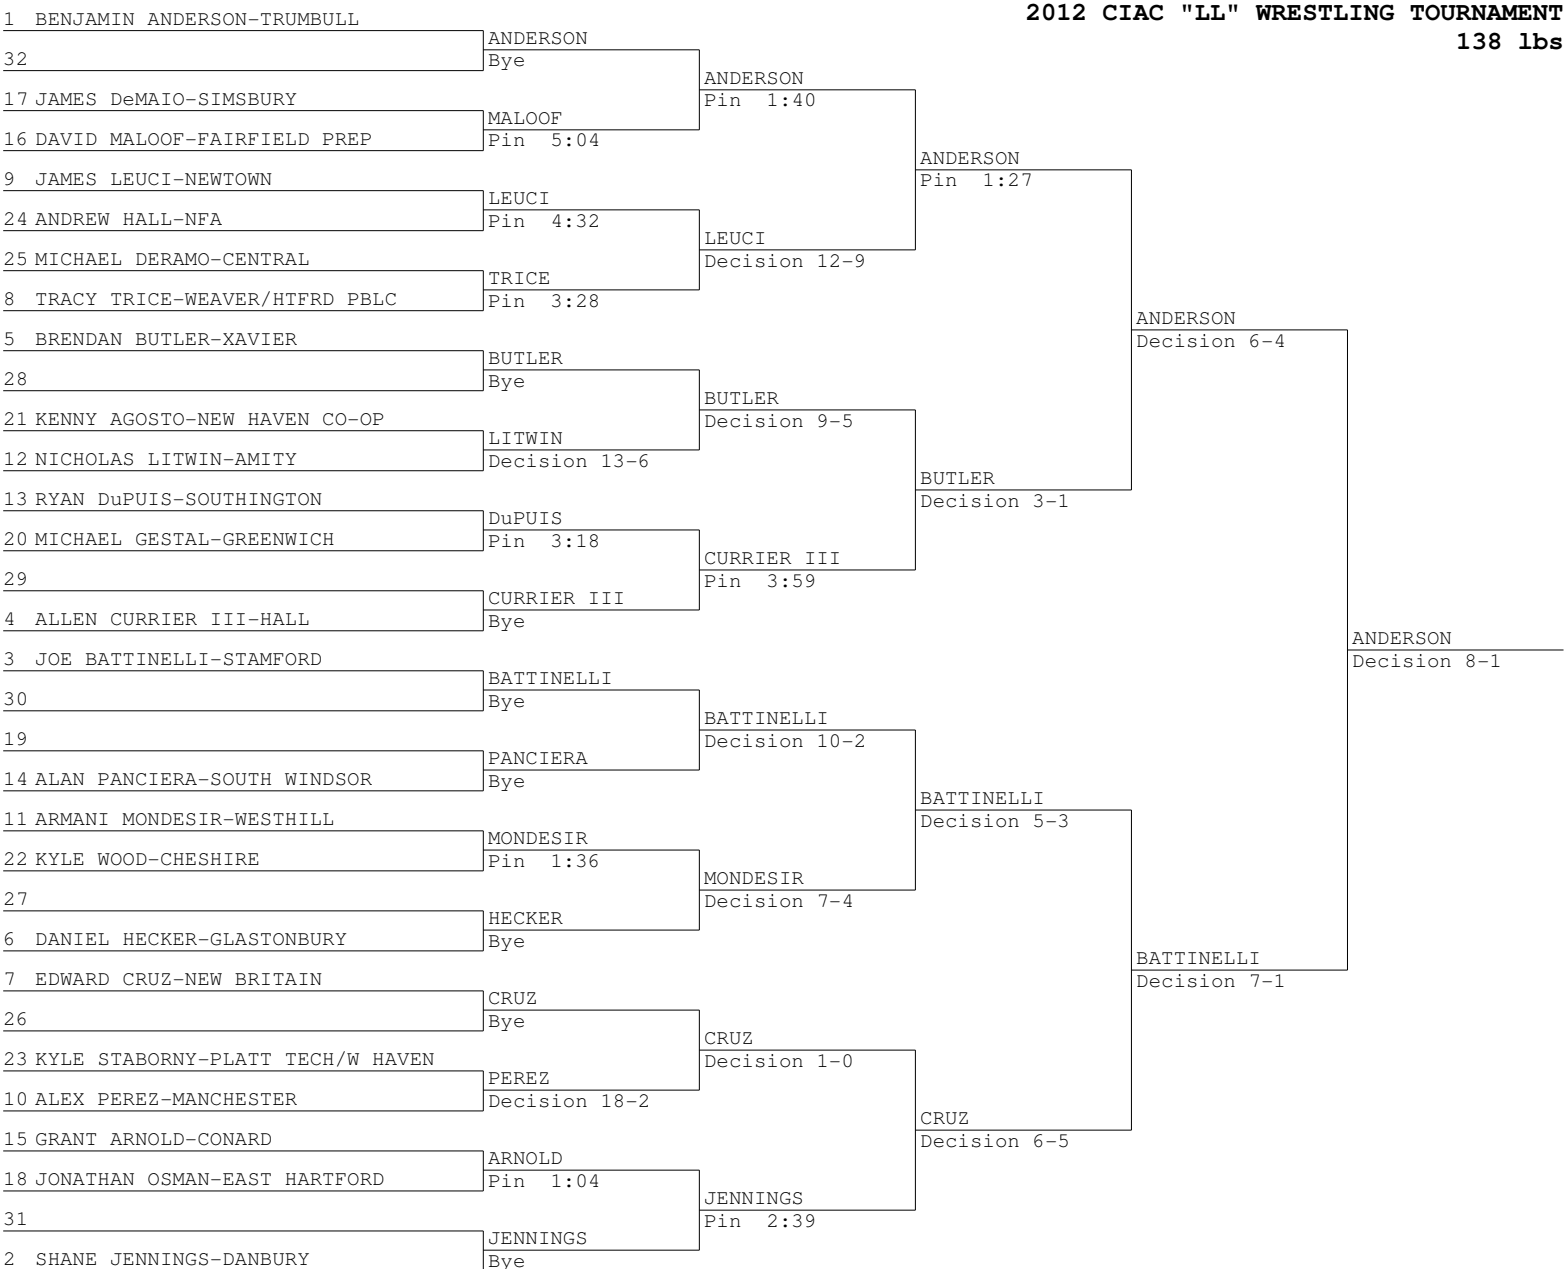 2012 CIAC "LL" WRESTLING TOURNAMENT
138 lbs
1 BENJAMIN ANDERSON-TRUMBULL
32
17 JAMES DeMAIO-SIMSBURY
16 DAVID MALOOF-FAIRFIELD PREP
9 JAMES LEUCI-NEWTOWN
24 ANDREW HALL-NFA
25 MICHAEL DERAMO-CENTRAL
8 TRACY TRICE-WEAVER/HTFRD PBLC
5 BRENDAN BUTLER-XAVIER
28
21 KENNY AGOSTO-NEW HAVEN CO-OP
12 NICHOLAS LITWIN-AMITY
13 RYAN DuPUIS-SOUTHINGTON
20 MICHAEL GESTAL-GREENWICH
29
4 ALLEN CURRIER III-HALL
3 JOE BATTINELLI-STAMFORD
30
19
14 ALAN PANCIERA-SOUTH WINDSOR
11 ARMANI MONDESIR-WESTHILL
22 KYLE WOOD-CHESHIRE
27
6 DANIEL HECKER-GLASTONBURY
7 EDWARD CRUZ-NEW BRITAIN
26
23 KYLE STABORNY-PLATT TECH/W HAVEN
10 ALEX PEREZ-MANCHESTER
15 GRANT ARNOLD-CONARD
18 JONATHAN OSMAN-EAST HARTFORD
31
2 SHANE JENNINGS-DANBURY
ANDERSON
Bye
MALOOF
Pin 5:04
LEUCI
Pin 4:32
TRICE
Pin 3:28
BUTLER
Bye
LITWIN
Decision 13-6
DuPUIS
Pin 3:18
CURRIER III
Bye
BATTINELLI
Bye
PANCIERA
Bye
MONDESIR
Pin 1:36
HECKER
Bye
CRUZ
Bye
PEREZ
Decision 18-2
ARNOLD
Pin 1:04
JENNINGS
Bye
ANDERSON
Pin 1:40
LEUCI
Decision 12-9
BUTLER
Decision 9-5
CURRIER III
Pin 3:59
BATTINELLI
Decision 10-2
MONDESIR
Decision 7-4
CRUZ
Decision 1-0
JENNINGS
Pin 2:39
ANDERSON
Pin 1:27
BUTLER
Decision 3-1
BATTINELLI
Decision 5-3
CRUZ
Decision 6-5
ANDERSON
Decision 6-4
BATTINELLI
Decision 7-1
ANDERSON
Decision 8-1